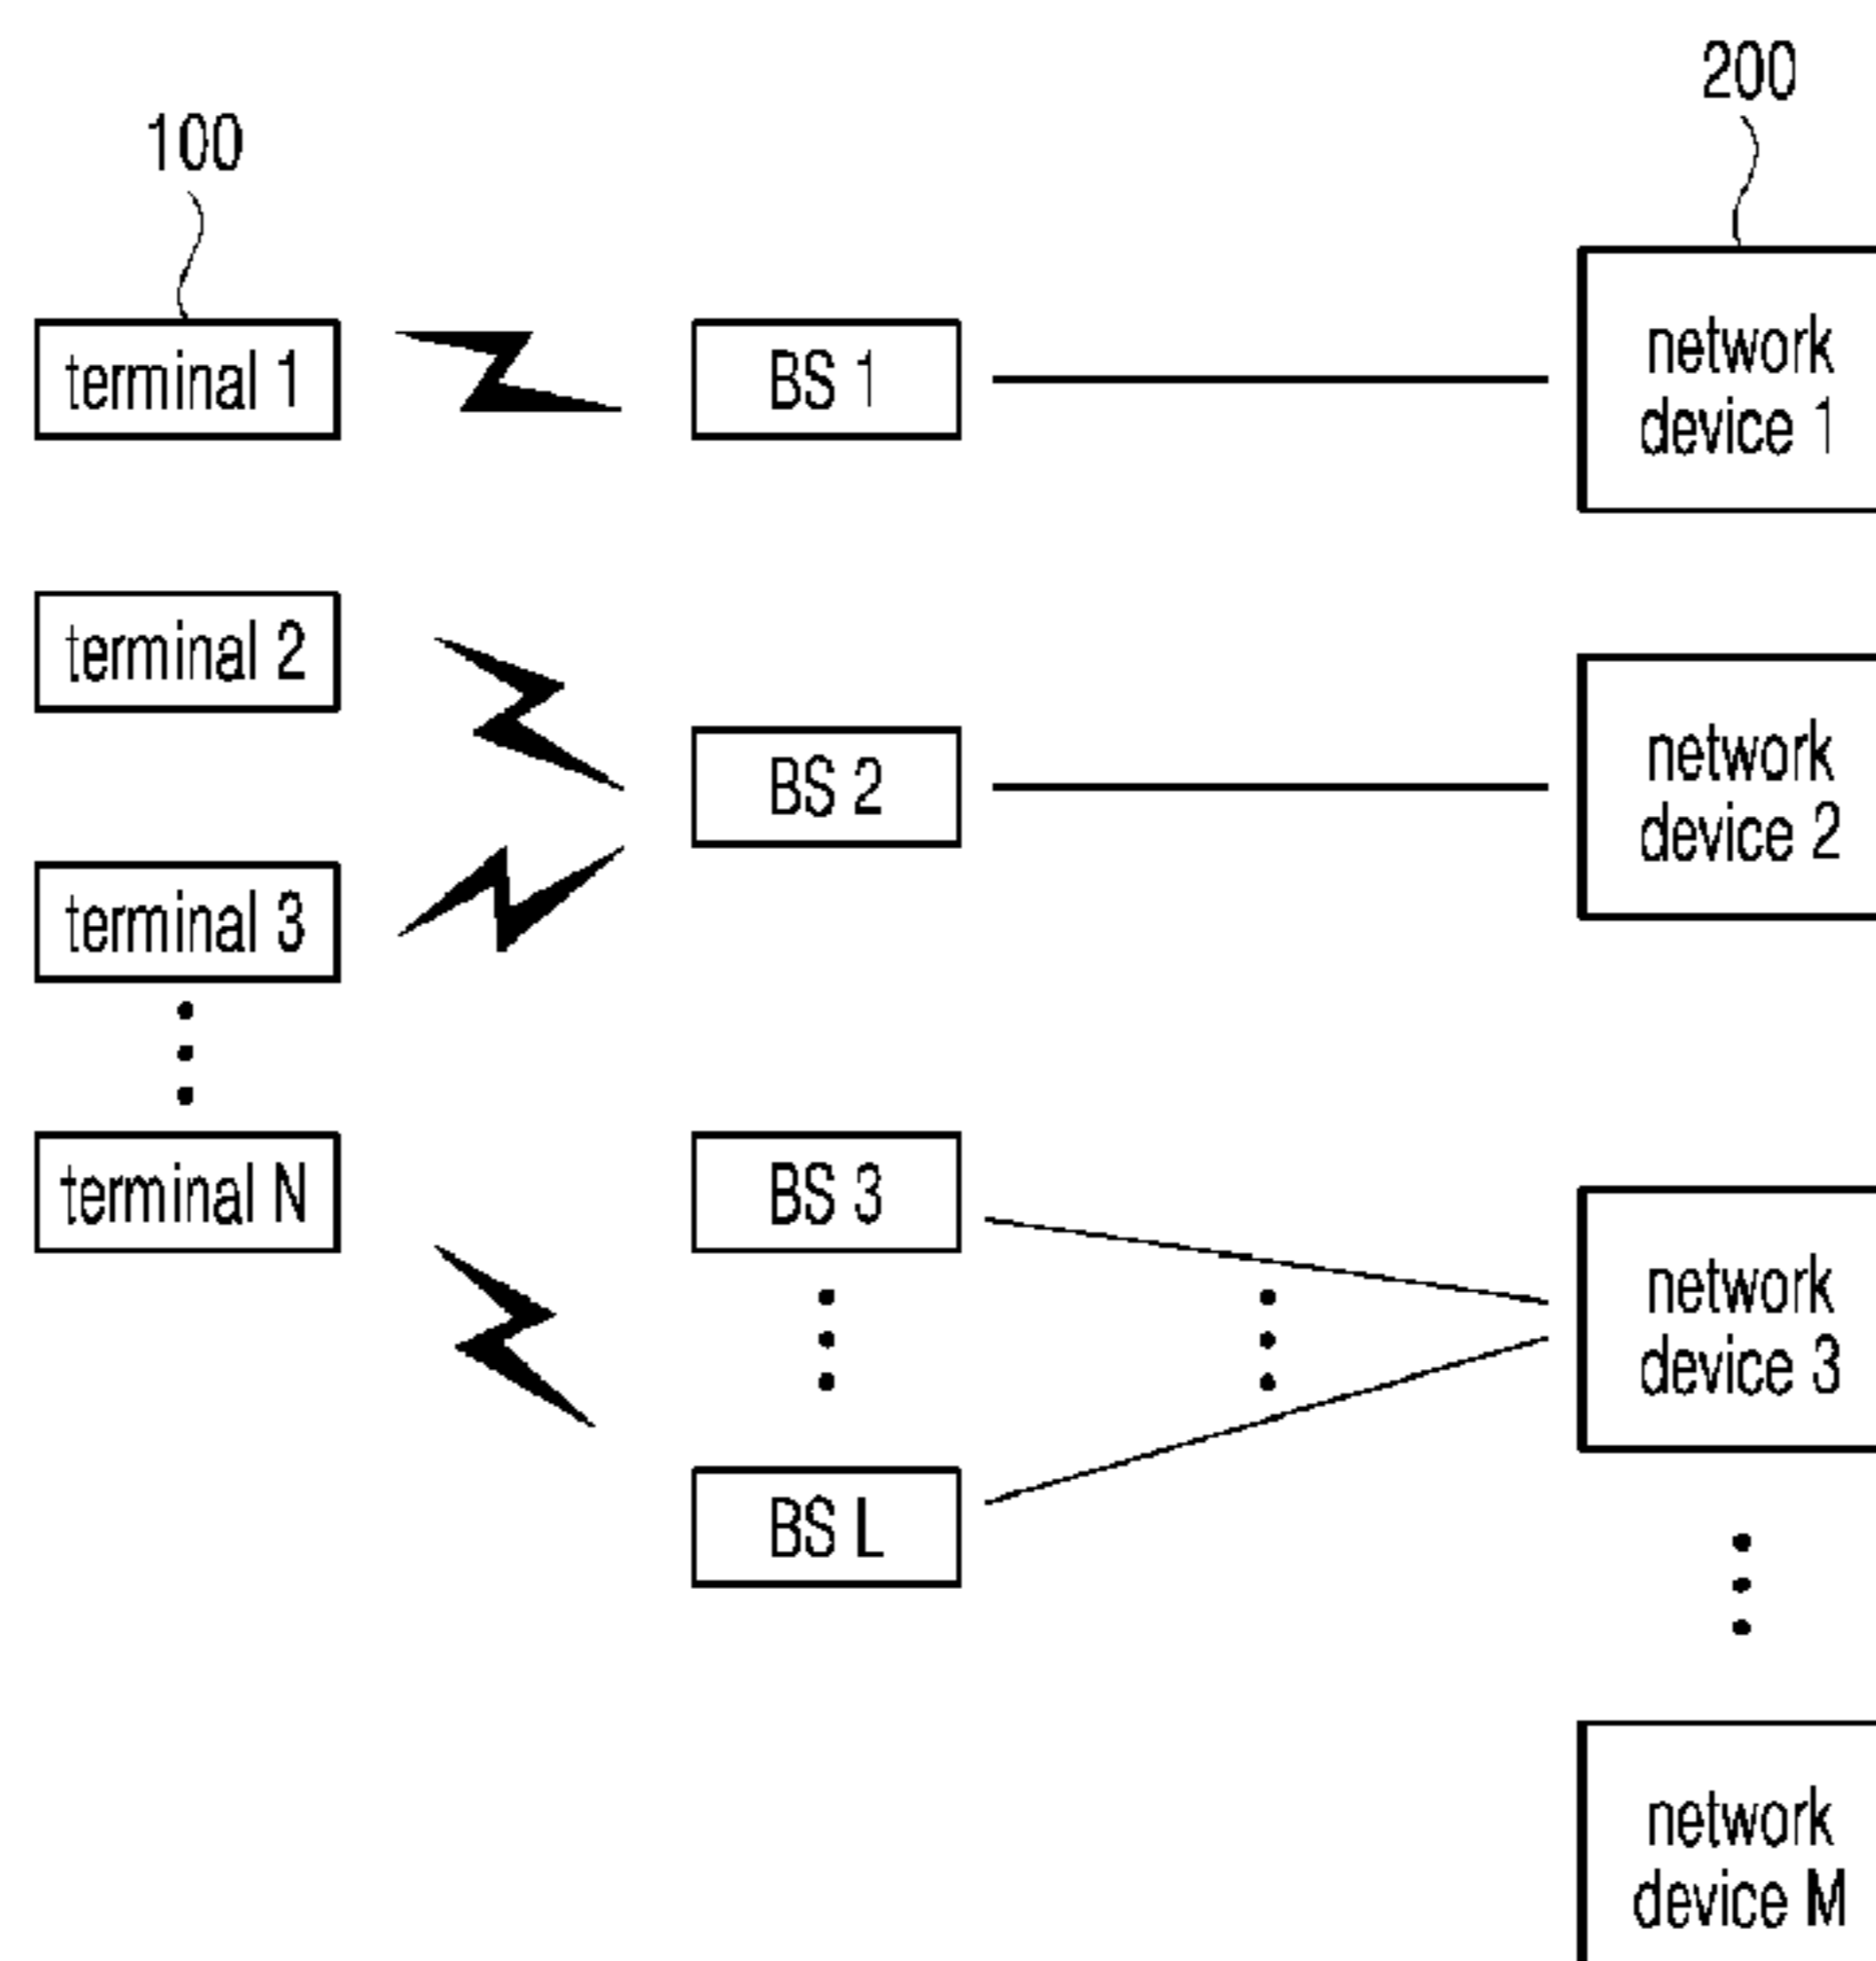 200
100
terminal 1
BS 1
network
device 1
terminal 2
BS 2
network
device 2
terminal 3
terminal N
BS 3
network
device 3
BS L
network
device M